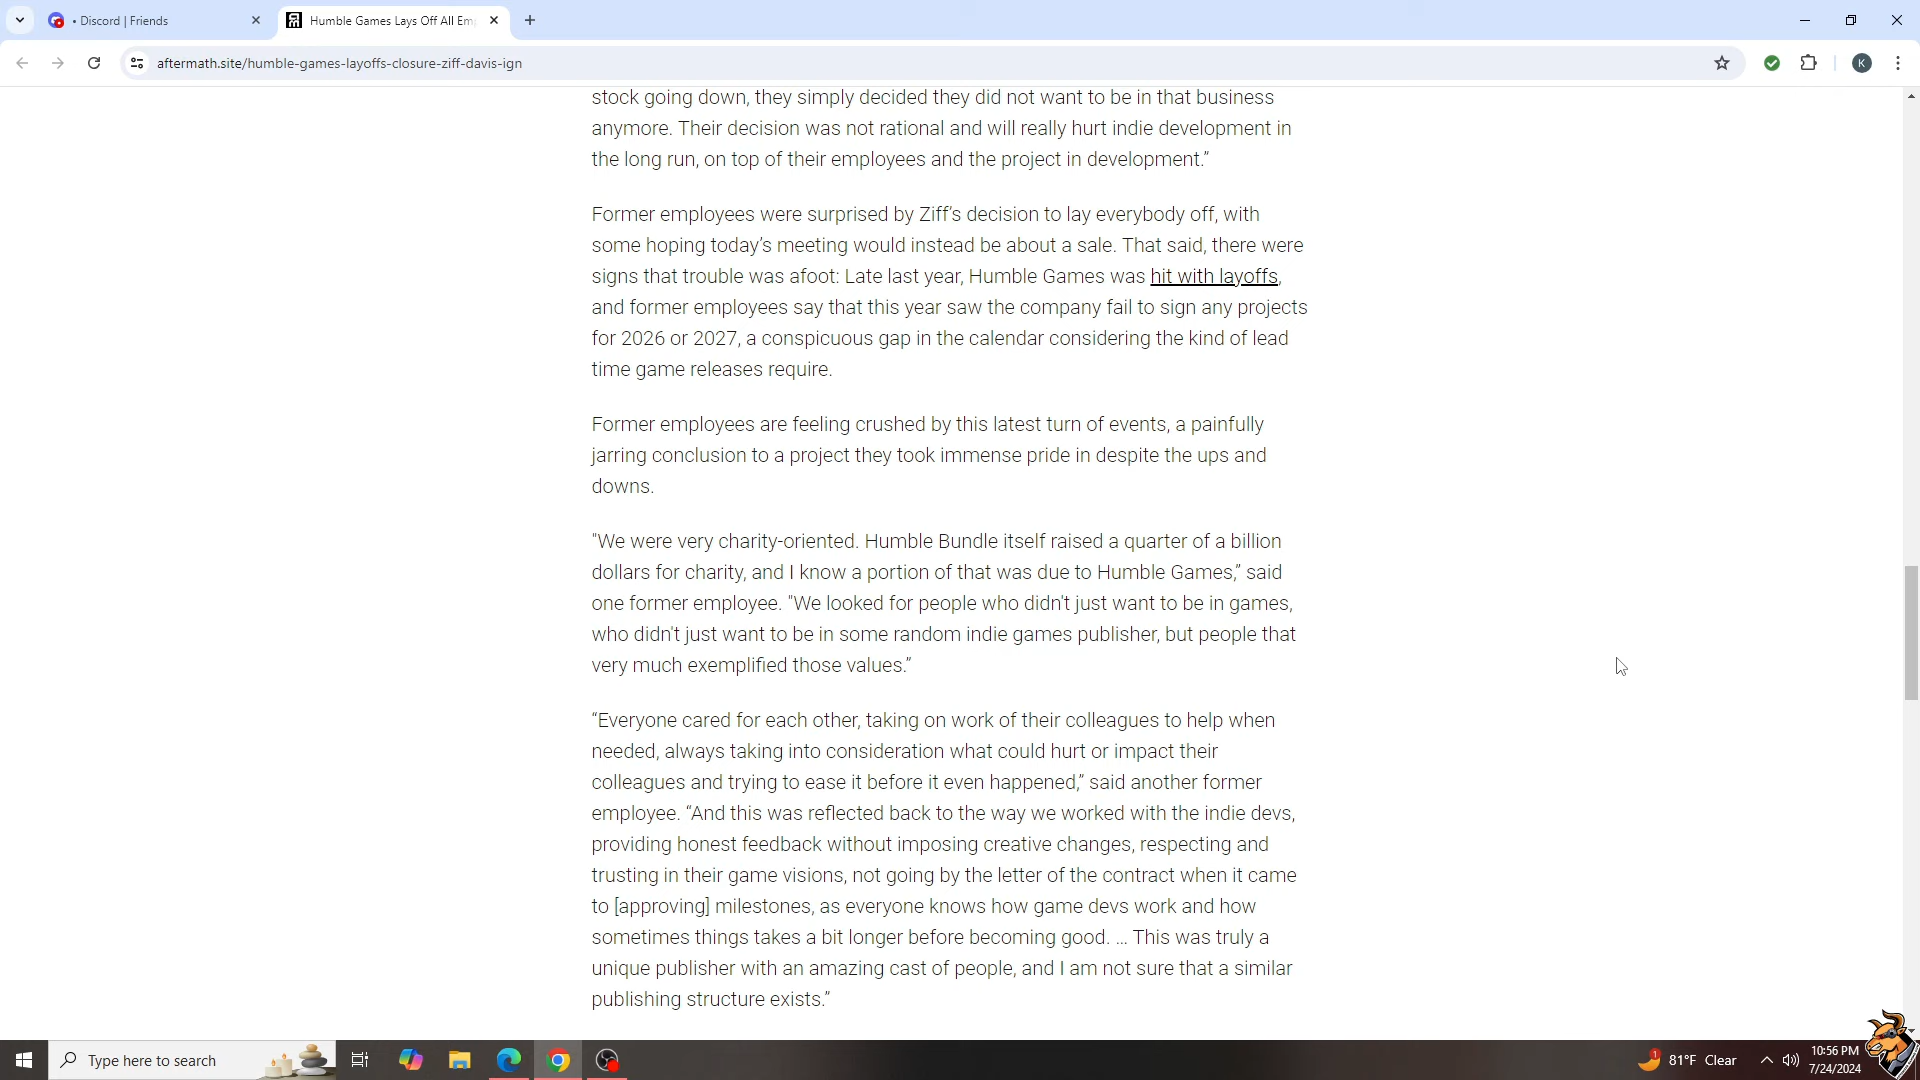 • Discord | Friends
Humble Games Lays Off All Em
aftermath.site/humble-games-layoffs-closure-ziff-davis-ign
K
stock going down, they simply decided they did not want to be in that business
anymore. Their decision was not rational and will really hurt indie development in
the long run, on top of their employees and the project in development.”
Former employees were surprised by Ziff’s decision to lay everybody off, with
some hoping today’s meeting would instead be about a sale. That said, there were
signs that trouble was afoot: Late last year, Humble Games was hit with layoffs,
and former employees say that this year saw the company fail to sign any projects
for 2026 or 2027, a conspicuous gap in the calendar considering the kind of lead
time game releases require.
Former employees are feeling crushed by this latest turn of events, a painfully
jarring conclusion to a project they took immense pride in despite the ups and
downs.
"We were very charity-oriented. Humble Bundle itself raised a quarter of a billion
dollars for charity, and I know a portion of that was due to Humble Games,” said
one former employee. "We looked for people who didn't just want to be in games,
who didn't just want to be in some random indie games publisher, but people that
very much exemplified those values.”
“Everyone cared for each other, taking on work of their colleagues to help when
needed, always taking into consideration what could hurt or impact their
colleagues and trying to ease it before it even happened,” said another former
employee. “And this was reflected back to the way we worked with the indie devs,
providing honest feedback without imposing creative changes, respecting and
trusting in their game visions, not going by the letter of the contract when it came
to [approving] milestones, as everyone knows how game devs work and how
sometimes things takes a bit longer before becoming good. … This was truly a
unique publisher with an amazing cast of people, and I am not sure that a similar
publishing structure exists.”
Type here to search
1
81°F Clear
10:56 PM
7/24/2024